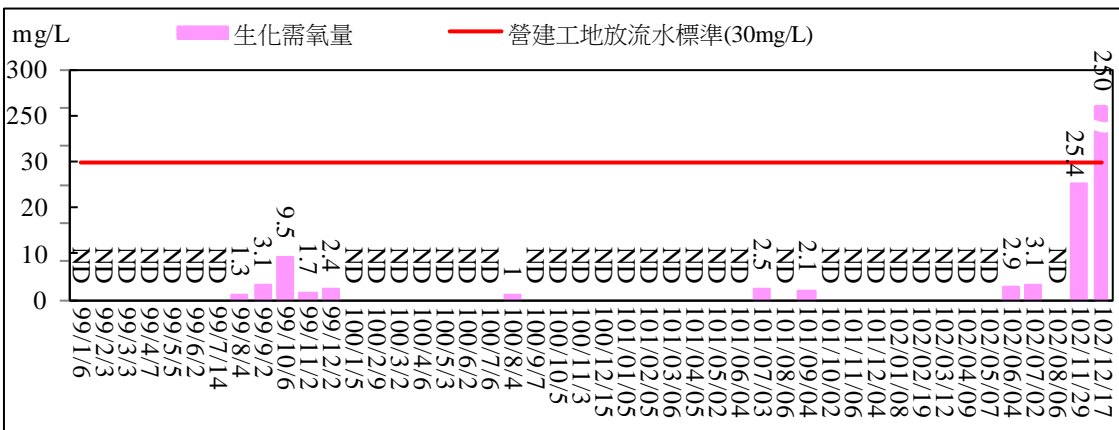 mg/L
生化需氧量
營建工地放流水標準(30mg/L)
300
250
30
20
10
0
ND
ND
ND
ND
ND
ND
ND
1.3
3.1
9.5
1.7
2.4
ND
ND
ND
ND
ND
ND
ND
1
ND
ND
ND
ND
ND
ND
ND
ND
ND
ND
2.5
ND
2.1
ND
ND
ND
ND
ND
ND
ND
ND
2.9
3.1
ND
25.4
250
99/1/6
99/2/3
99/3/3
99/4/7
99/5/5
99/6/2
99/7/14
99/8/4
99/9/2
99/10/6
99/11/2
99/12/2
100/1/5
100/2/9
100/3/2
100/4/6
100/5/3
100/6/2
100/7/6
100/8/4
100/9/7
100/10/5
100/11/3
100/12/15
101/01/05
101/02/05
101/03/06
101/04/05
101/05/02
101/06/04
101/07/03
101/08/06
101/09/04
101/10/02
101/11/06
101/12/04
102/01/08
102/02/19
102/03/12
102/04/09
102/05/07
102/06/04
102/07/02
102/08/06
102/11/29
102/12/17